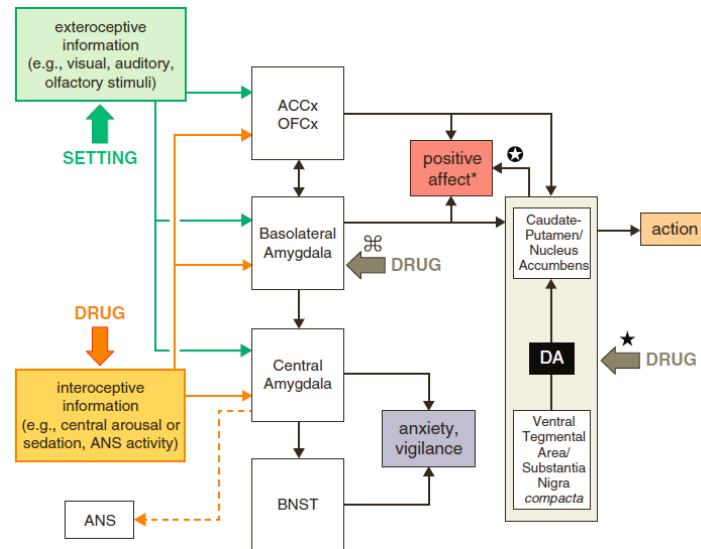 exteroceptive
information
(e.g., visual, auditory,
olfactory stimuli)
SETTING
DRUG
interoceptive
information
(e.g., central arousal or
sedation, ANS activity)
ANS
ACCx
OFCx
Basolateral
Amygdala
⌘
DRUG
Central
Amygdala
BNST
positive
affect*
✪
anxiety,
vigilance
Caudate-
Putamen/
Nucleus
Accumbens
action
DA
★
DRUG
Ventral
Tegmental
Area/
Substantia
Nigra
compacta